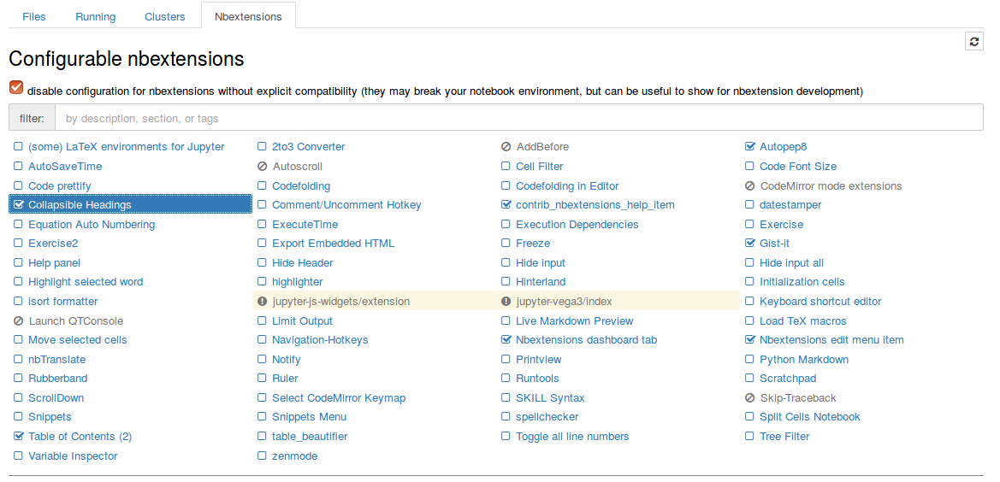 Files Running Clusters Nbextensions
Configurable nbextensions
disable configuration for nbextensions without explicit compatibility (they may break your notebook environment, but can be useful to show for nbextension development)
filter: by description, section, or tags
(some) LaTeX environments for Jupyter 2to3 Converter AddBefore Autopep8
AutoSaveTime Autoscroll Cell Filter Code Font Size
Code prettify Codefolding Codefolding in Editor CodeMirror mode extensions
Collapsible Headings Comment/Uncomment Hotkey contrib_nbextensions_help_item datestamper
Equation Auto Numbering ExecuteTime Execution Dependencies Exercise
Exercise2 Export Embedded HTML Freeze Gist-it
Help panel Hide Header Hide input Hide input all
Highlight selected word highlighter Hinterland Initialization cells
isort formatter jupyter-js-widgets/extension jupyter-vega3/index Keyboard shortcut editor
Launch QTConsole Limit Output Live Markdown Preview Load TeX macros
Move selected cells Navigation-Hotkeys Nbextensions dashboard tab Nbextensions edit menu item
nbTranslate Notify Printview Python Markdown
Rubberband Ruler Runtools Scratchpad
ScrollDown Select CodeMirror Keymap SKILL Syntax Skip-Traceback
Snippets Snippets Menu spellchecker Split Cells Notebook
Table of Contents (2) table_beautifier Toggle all line numbers Tree Filter
Variable Inspector zenmode